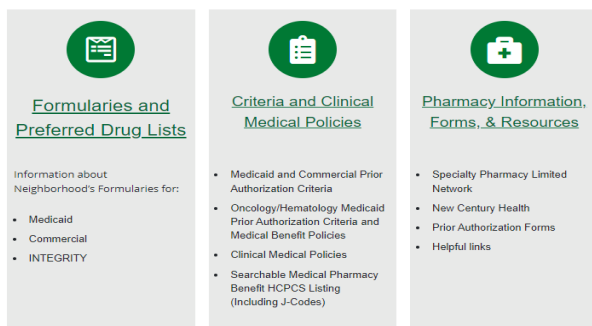 Formularies and
Preferred Drug Lists
Information about
Neighborhood's Formularies for:
• Medicaid
• Commercial
• INTEGRITY
Criteria and Clinical
Medical Policies
• Medicaid and Commercial Prior
Authorization Criteria
• Oncology/Hematology Medicaid
Prior Authorization Criteria and
Medical Benefit Policies
• Clinical Medical Policies
• Searchable Medical Pharmacy
Benefit HCPCS Listing
(Including J-Codes)
Pharmacy Information,
Forms, & Resources
• Specialty Pharmacy Limited
Network
• New Century Health
• Prior Authorization Forms
• Helpful links